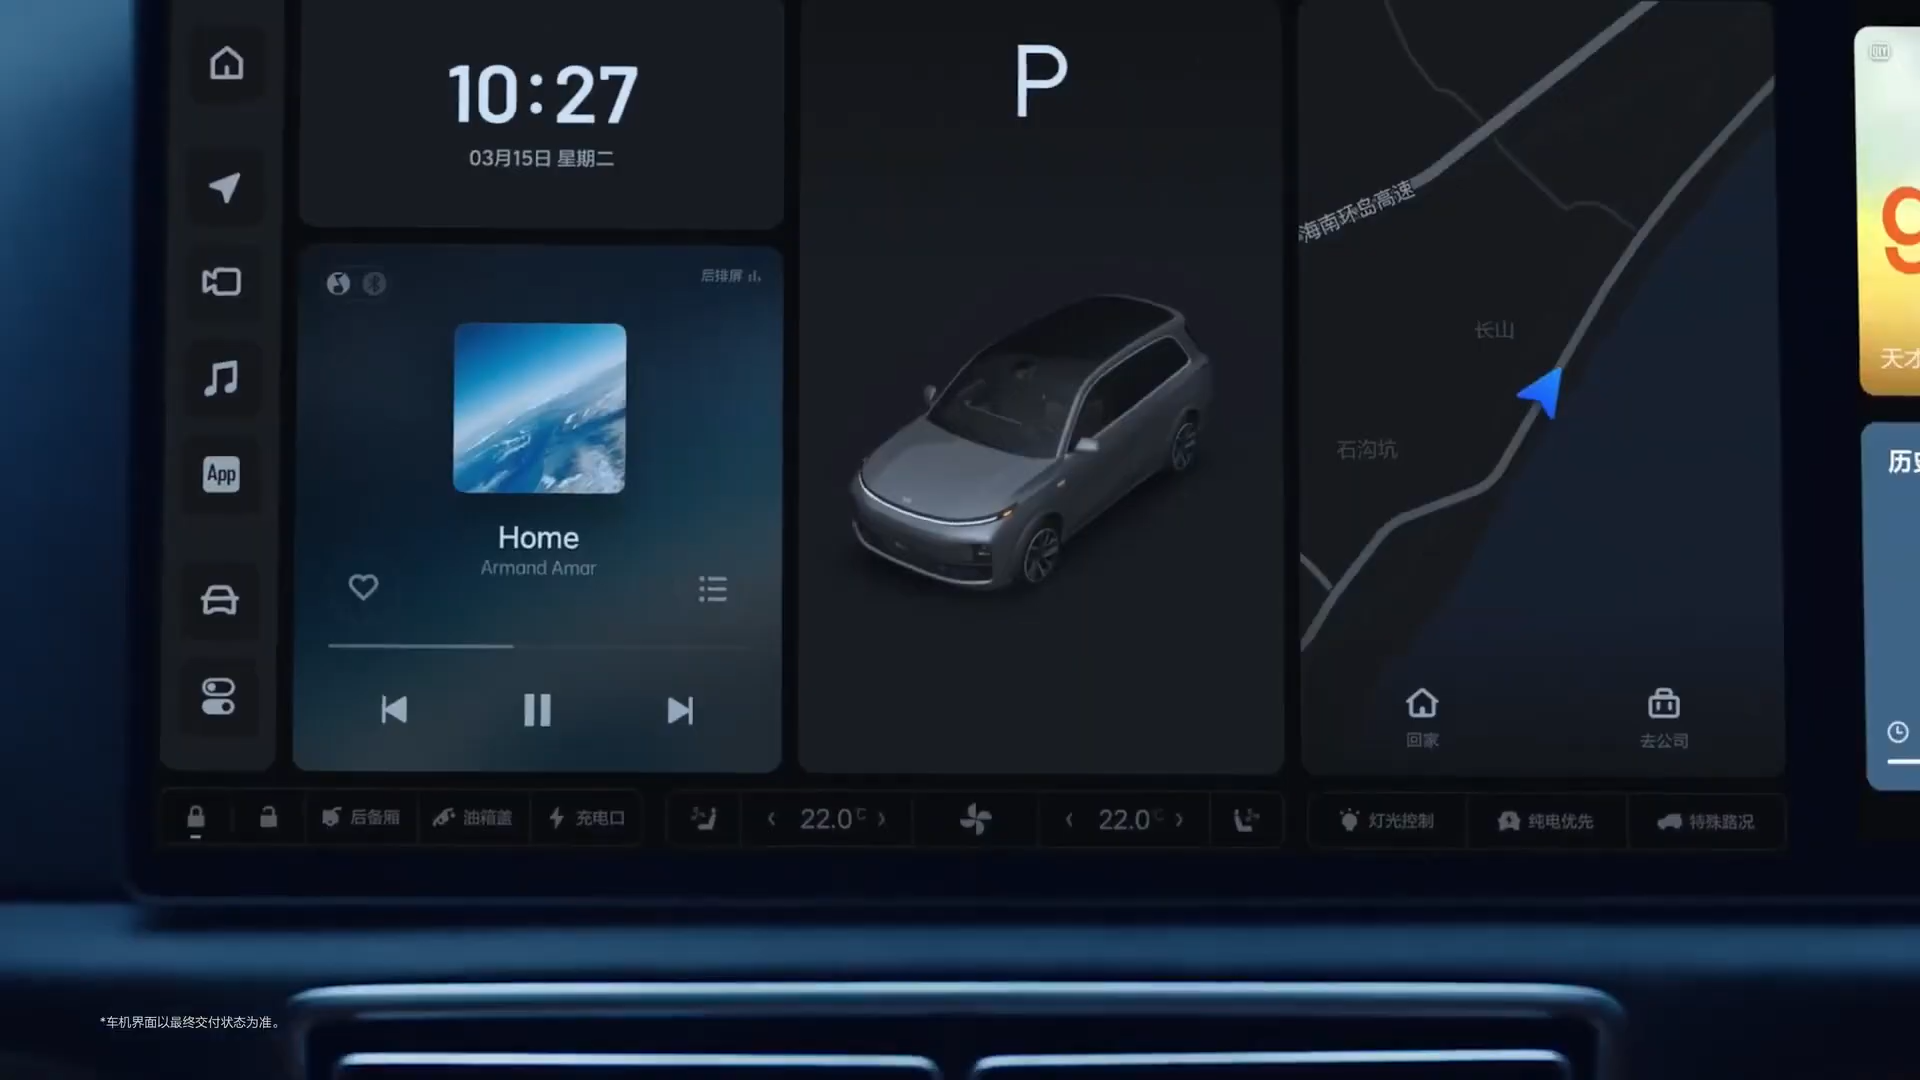 10:27
03月15日 星期二
后排屏
Home
Armand Amar
App
P
海南环岛高速
长山
石沟坑
回家
去公司
天才
历史
后备厢
油箱盖
充电口
22.0°C
22.0°C
灯光控制
纯电优先
特殊路况
*车机界面以最终交付状态为准。